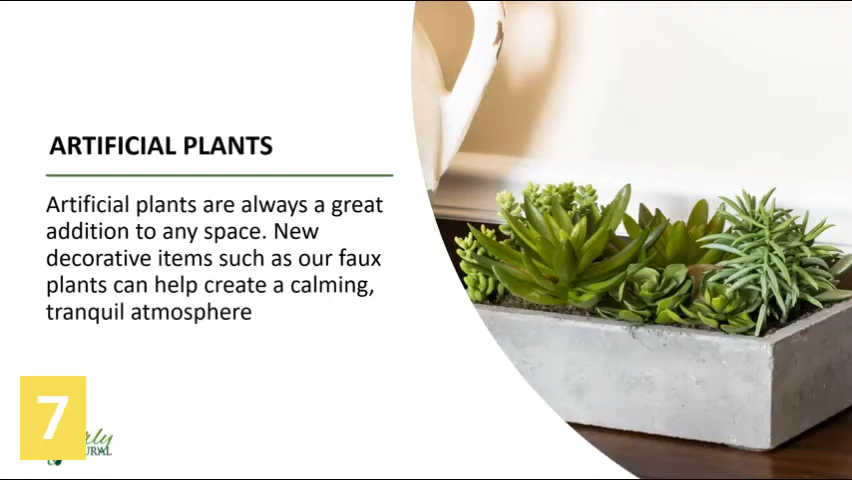 ARTIFICIAL PLANTS
Artificial plants are always a great
addition to any space. New
decorative items such as our faux
plants can help create a calming,
tranquil atmosphere
7